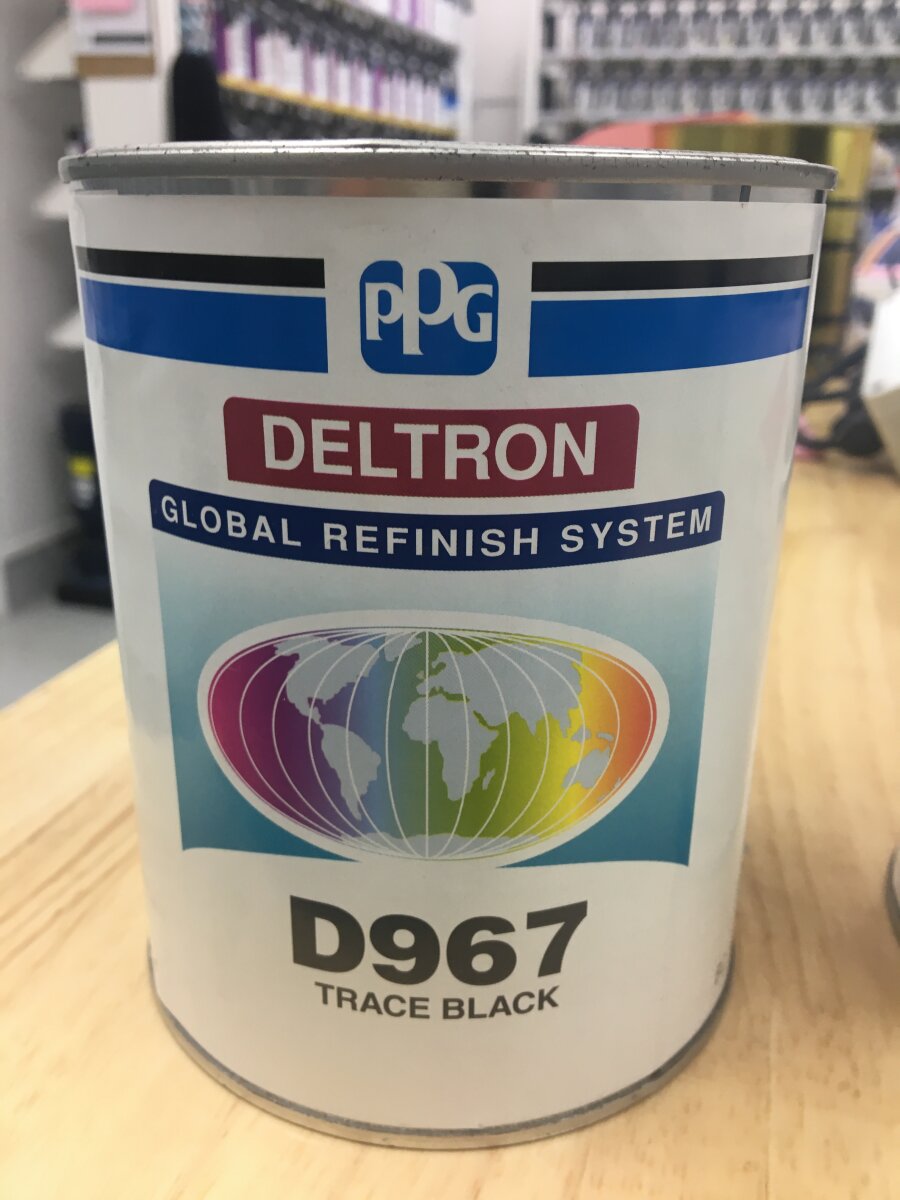 PPG
DELTRON
GLOBAL REFINISH SYSTEM
D967
TRACE BLACK